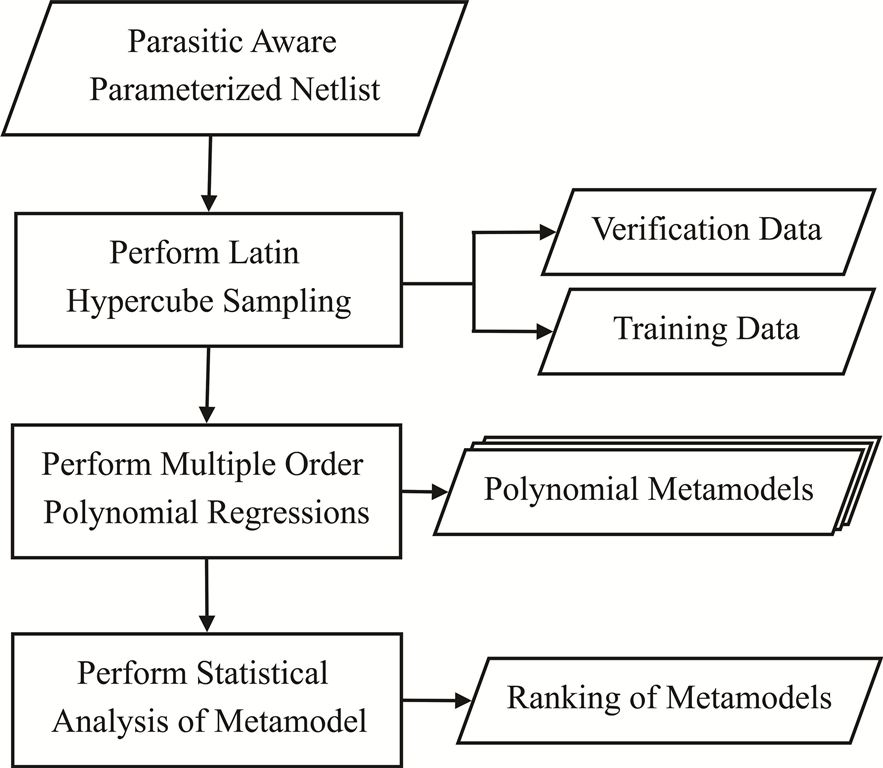 Parasitic Aware
Parameterized Netlist
Perform Latin
Hypercube Sampling
Verification Data
Training Data
Perform Multiple Order
Polynomial Regressions
Polynomial Metamodels
Perform Statistical
Analysis of Metamodel
Ranking of Metamodels